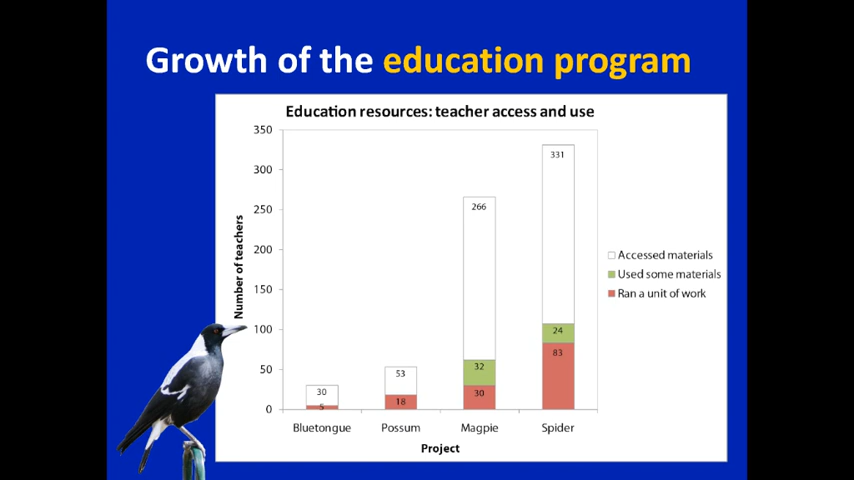 Growth of the education program
Education resources: teacher access and use
350
300
250
200
150
100
50
0
Number of teachers
30
5
53
18
266
32
30
331
24
83
Accessed materials
Used some materials
Ran a unit of work
Bluetongue Possum Magpie Spider
Project